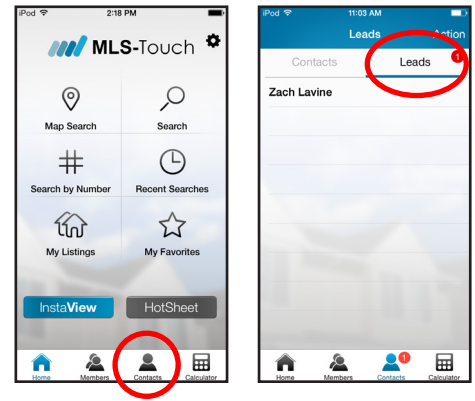 iPod 2:18 PM
MLS-Touch
Map Search Search
Search by Number Recent Searches
My Listings My Favorites
InstaView HotSheet
Home Members Contacts Calculator
iPod 11:03 AM
Leads Action
Contacts Leads 1
Zach Lavine
1
Home Members Contacts Calculator